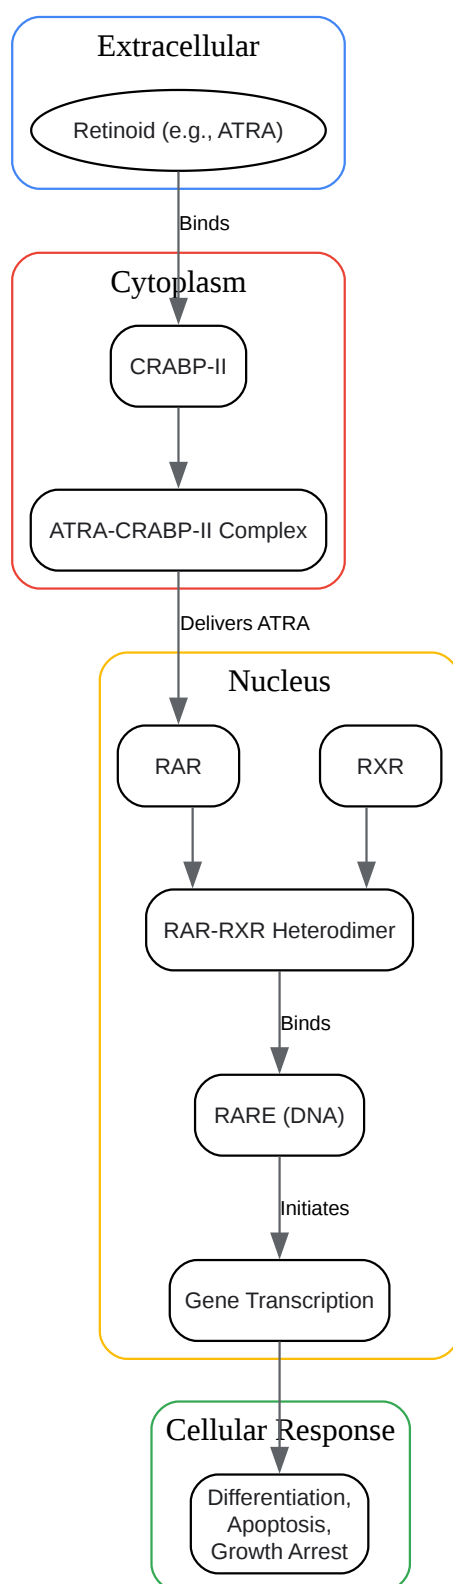 Extracellular
Retinoid (e.g., ATRA)
Binds
Cytoplasm
CRABP-II
ATRA-CRABP-II Complex
Delivers ATRA
Nucleus
RAR
RXR
RAR-RXR Heterodimer
Binds
RARE (DNA)
Initiates
Gene Transcription
Cellular Response
Differentiation,
Apoptosis,
Growth Arrest